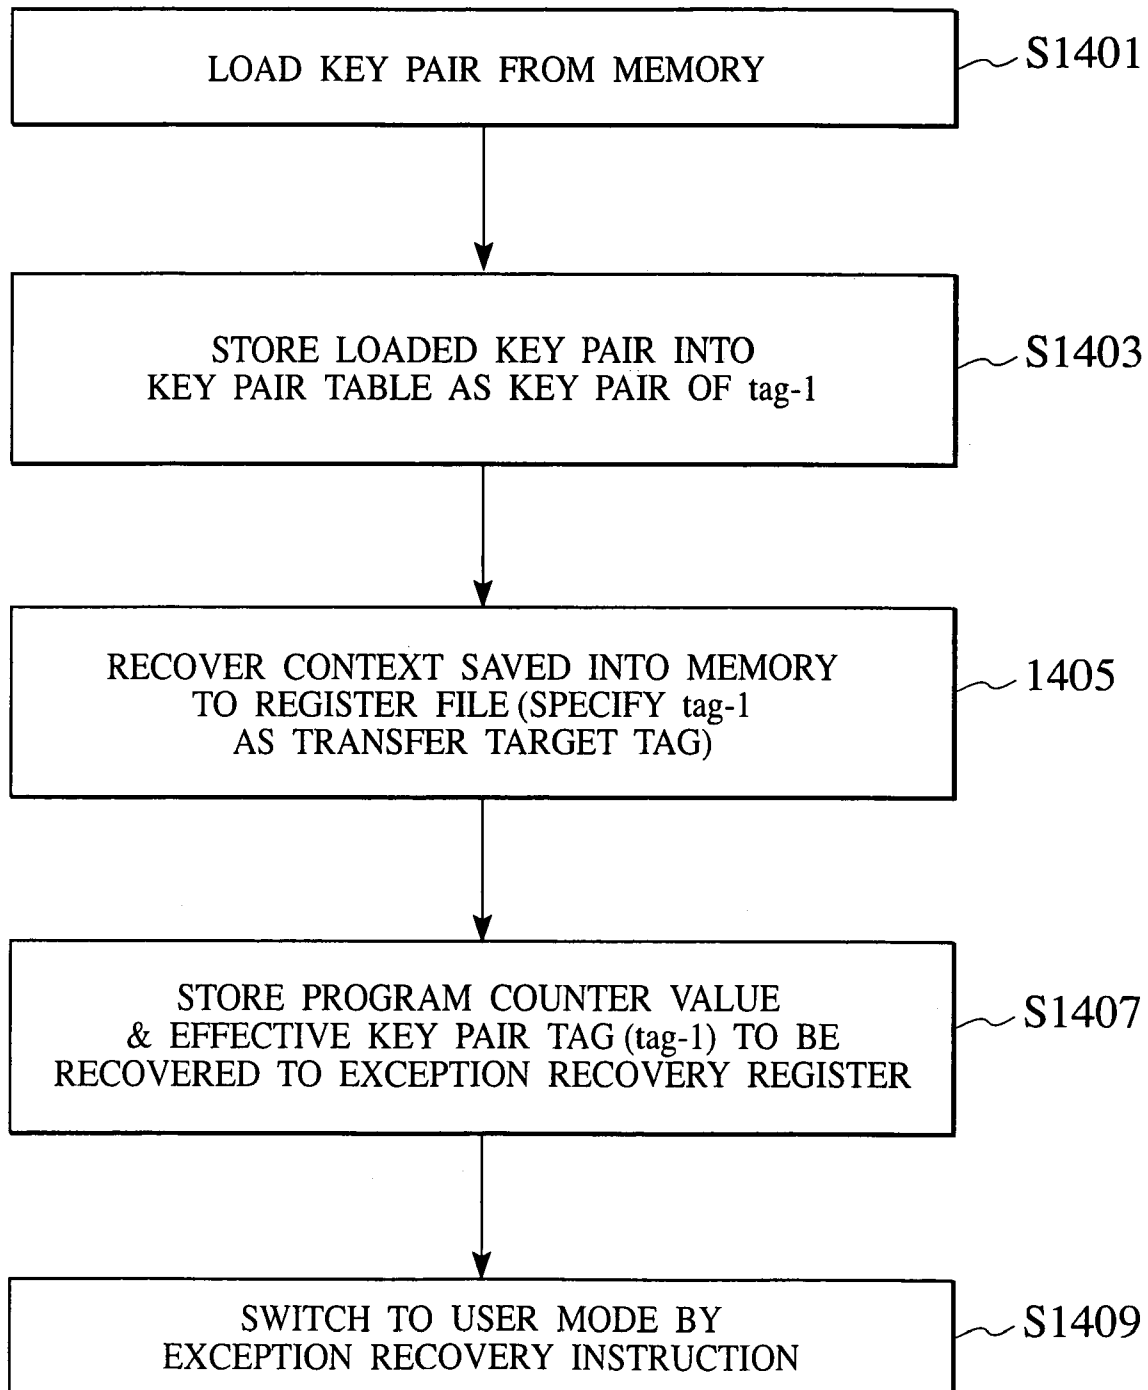 LOAD KEY PAIR FROM MEMORY
S1401
STORE LOADED KEY PAIR INTO
KEY PAIR TABLE AS KEY PAIR OF tag-1
S1403
RECOVER CONTEXT SAVED INTO MEMORY
TO REGISTER FILE (SPECIFY tag-1
AS TRANSFER TARGET TAG)
1405
STORE PROGRAM COUNTER VALUE
& EFFECTIVE KEY PAIR TAG (tag-1) TO BE
RECOVERED TO EXCEPTION RECOVERY REGISTER
S1407
SWITCH TO USER MODE BY
EXCEPTION RECOVERY INSTRUCTION
S1409